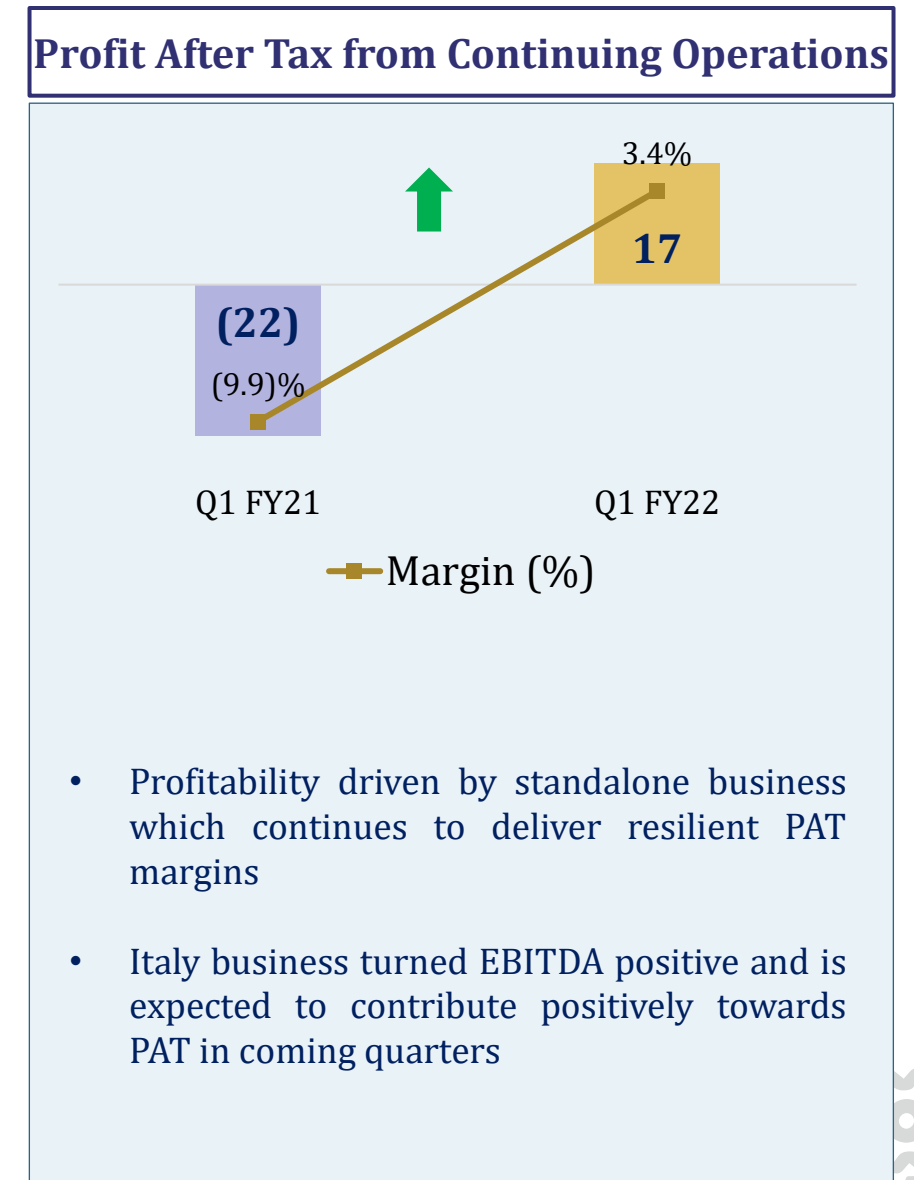 Profit After Tax from Continuing Operations
3.4%
17
(22)
(9.9)%
Q1 FY21 Q1 FY22
Margin (%)
• Profitability driven by standalone business
which continues to deliver resilient PAT
margins
• Italy business turned EBITDA positive and is
expected to contribute positively towards
PAT in coming quarters